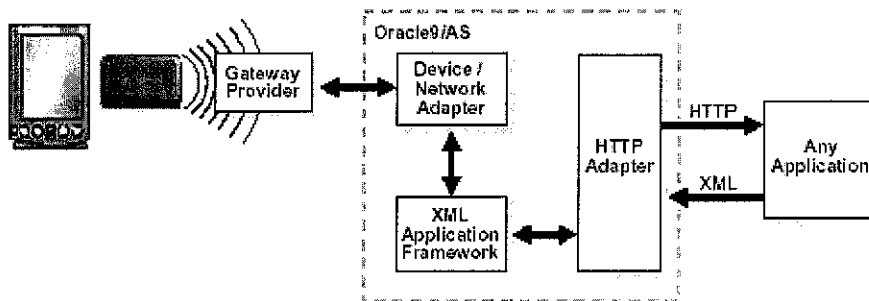 Oracle9iAS
Gateway
Provider
Device /
Network
Adapter
XML
Application
Framework
HTTP
Adapter
HTTP
XML
Any
Application